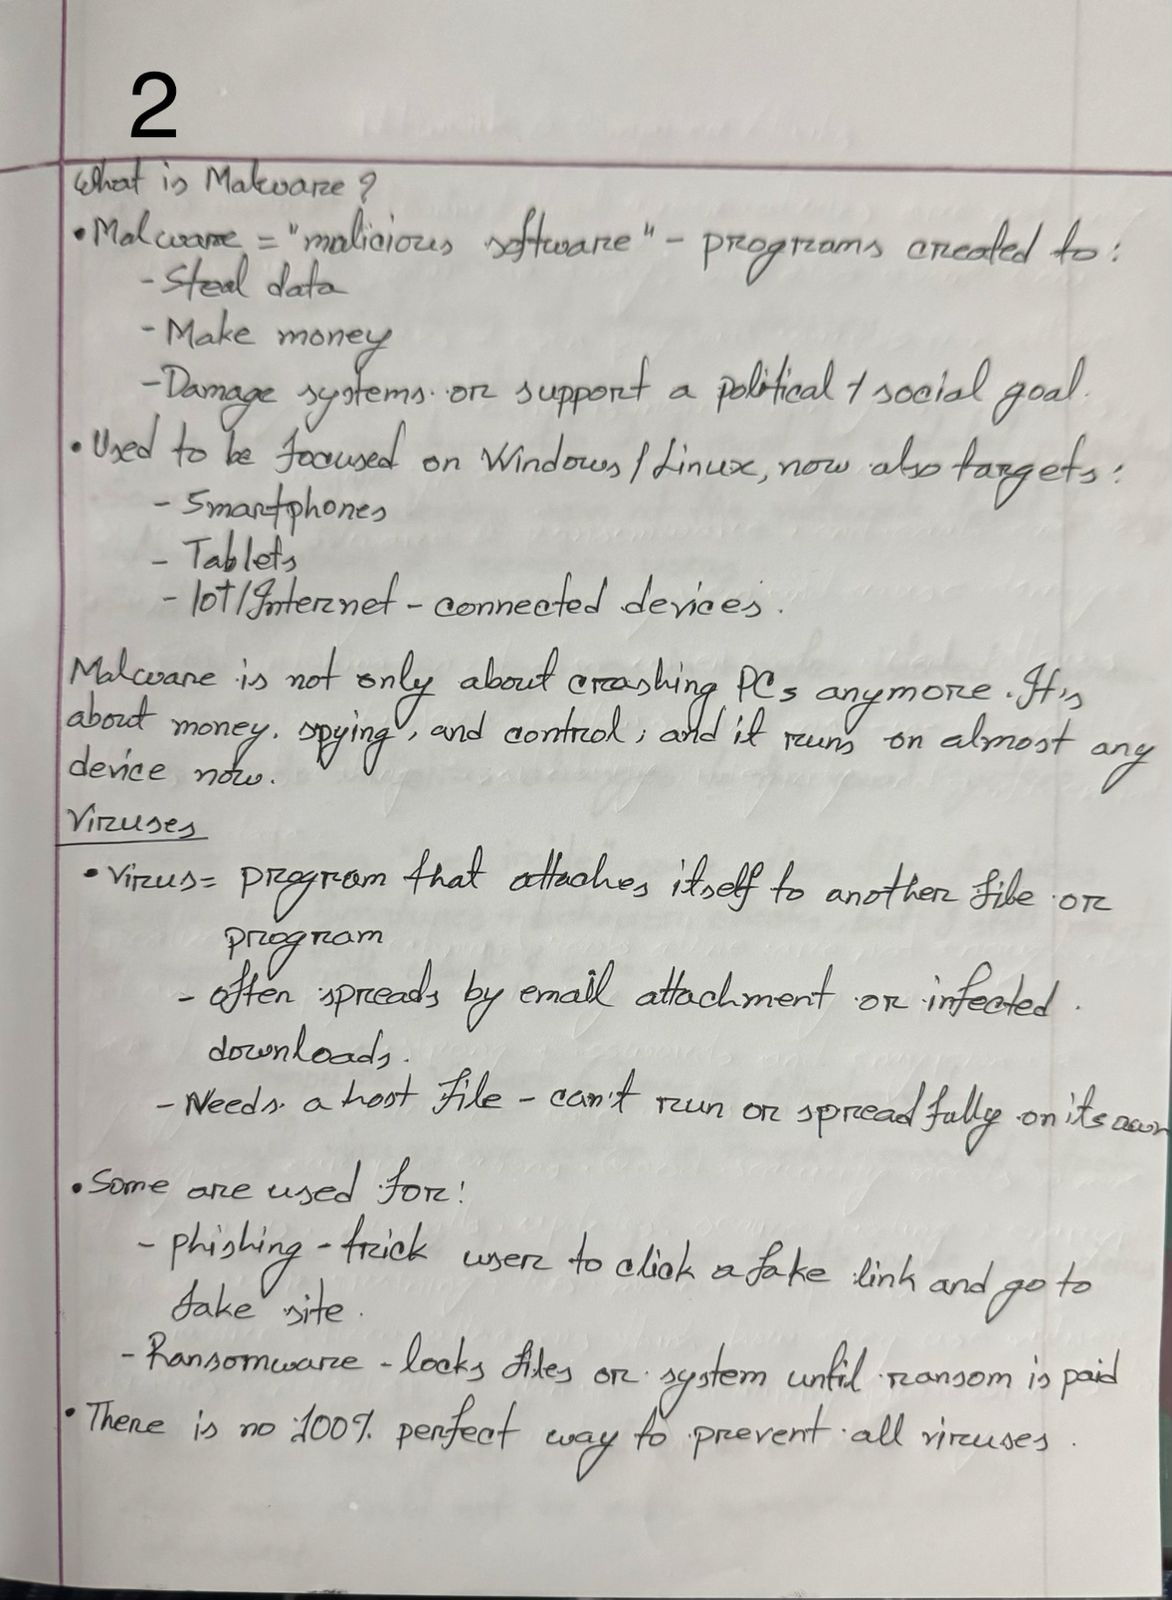 2
What is Malware?
• Malware = "malicious software" - programs created to:
- Steal data
- Make money
- Damage systems or support a political / social goal.
• Used to be focused on Windows/Linux, now also targets:
- Smartphones
- Tablets
- IoT/Internet-connected devices.
Malware is not only about crashing PCs anymore. It is
about money, spying, and control, and it runs on almost any
device now.
Viruses
• Virus = program that attaches itself to another file or
program
- often spreads by email attachment or infected
downloads.
- Needs a host file - can't run or spread fully on its own
• Some are used for:
- Phishing - trick user to click a fake link and go to
fake site.
- Ransomware - locks files or system until ransom is paid
• There is no 100% perfect way to prevent all viruses.